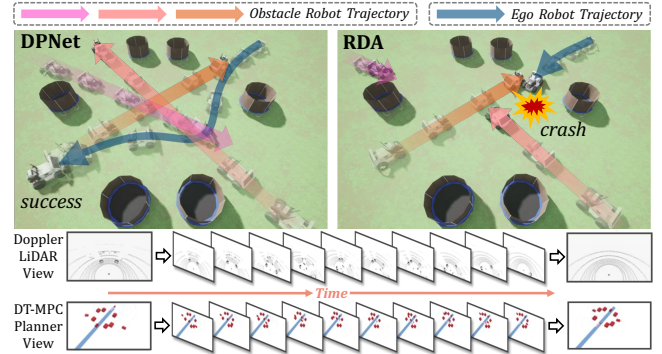 Obstacle Robot Trajectory
Ego Robot Trajectory
DPNet
RDA
crash
success
Doppler
LiDAR
View
Time
DT-MPC
Planner
View